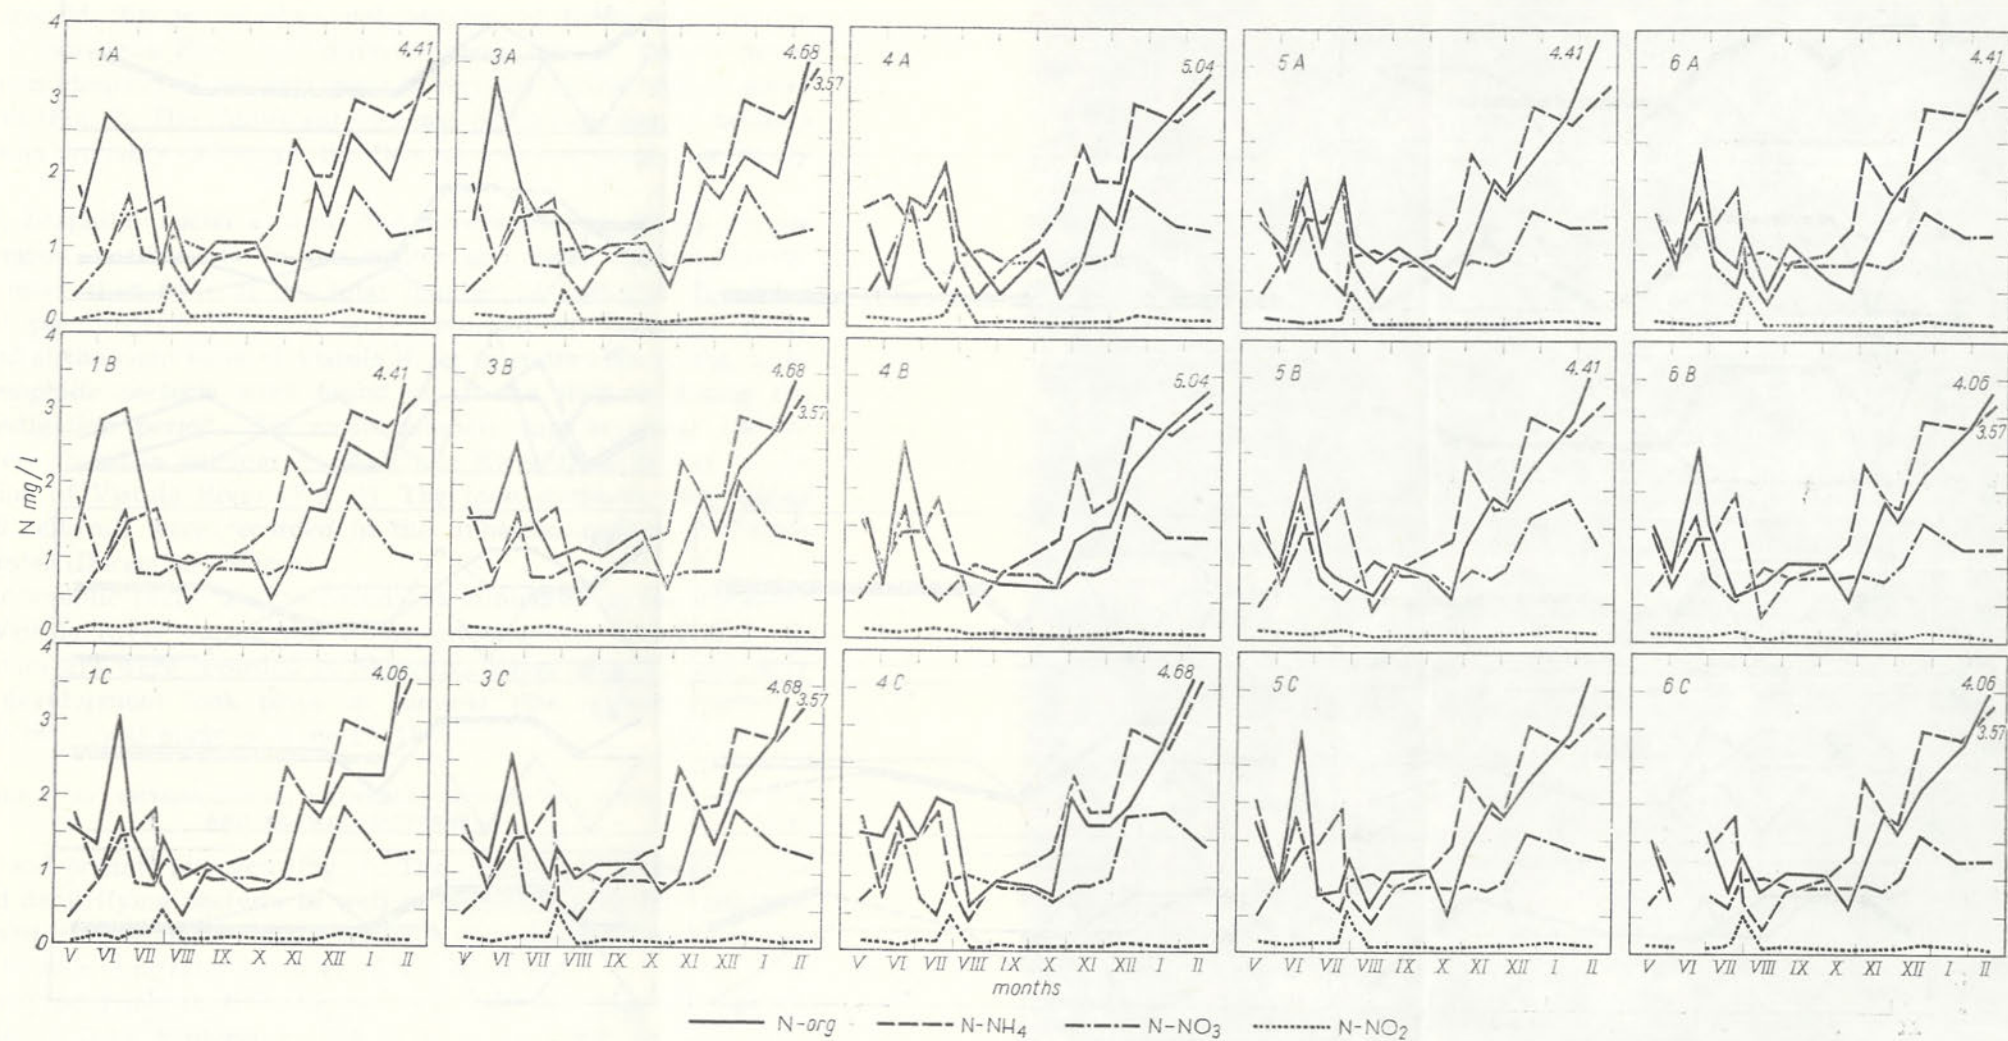 4
1A
4.41
3A
4.68
3.57
4A
5.04
5A
4.41
6A
4.41
3
2
1
0
4
1B
4.41
3B
4.68
3.57
4B
5.04
5B
4.41
6B
4.06
3.57
3
2
1
0
N mg/l
4
1C
4.06
3C
4.68
3.57
4C
4.68
5C
6C
4.06
3.57
3
2
1
0
V VI VII VIII IX X XI XII I II
V VI VII VIII IX X XI XII I II
V VI VII VIII IX X XI XII I II
V VI VII VIII IX X XI XII I II
V VI VII VIII IX X XI XII I II
months
N-org N-NH4 N-NO3 N-NO2